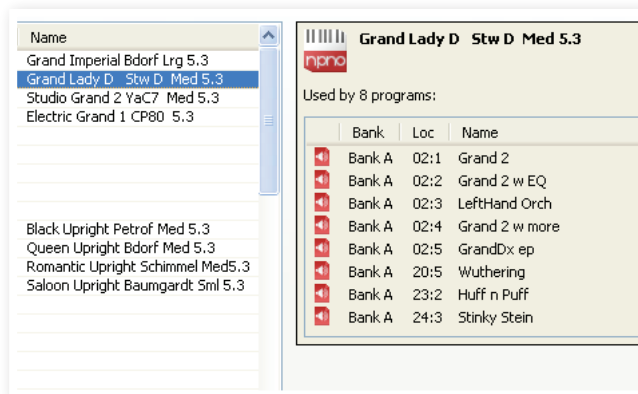 Name
Grand Imperial Bdorf Lrg 5.3
Grand Lady D   Stw D  Med 5.3
Studio Grand 2 YaC7  Med 5.3
Electric Grand 1 CP80  5.3
Black Upright Petrof Med 5.3
Queen Upright Bdorf Med 5.3
Romantic Upright Schimmel Med5.3
Saloon Upright Baumgardt Sml 5.3
npno
Grand Lady D   Stw D  Med 5.3
Used by 8 programs:
Bank Loc Name
Bank A 02:1 Grand 2
Bank A 02:2 Grand 2 w EQ
Bank A 02:3 LeftHand Orch
Bank A 02:4 Grand 2 w more
Bank A 02:5 GrandDx ep
Bank A 20:5 Wuthering
Bank A 23:2 Huff n Puff
Bank A 24:3 Stinky Stein